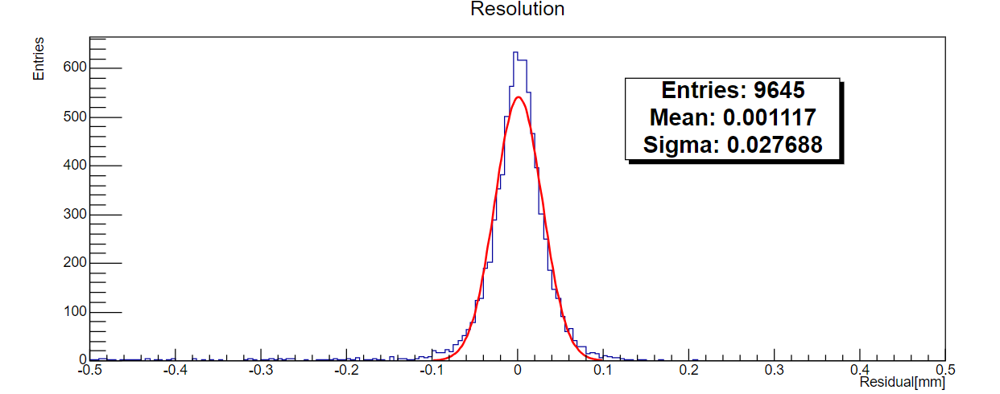 Resolution
Entries
600
500
400
300
200
100
0
Entries: 9645
Mean: 0.001117
Sigma: 0.027688
-0.5 -0.4 -0.3 -0.2 -0.1 0 0.1 0.2 0.3 0.4 0.5
Residual[mm]